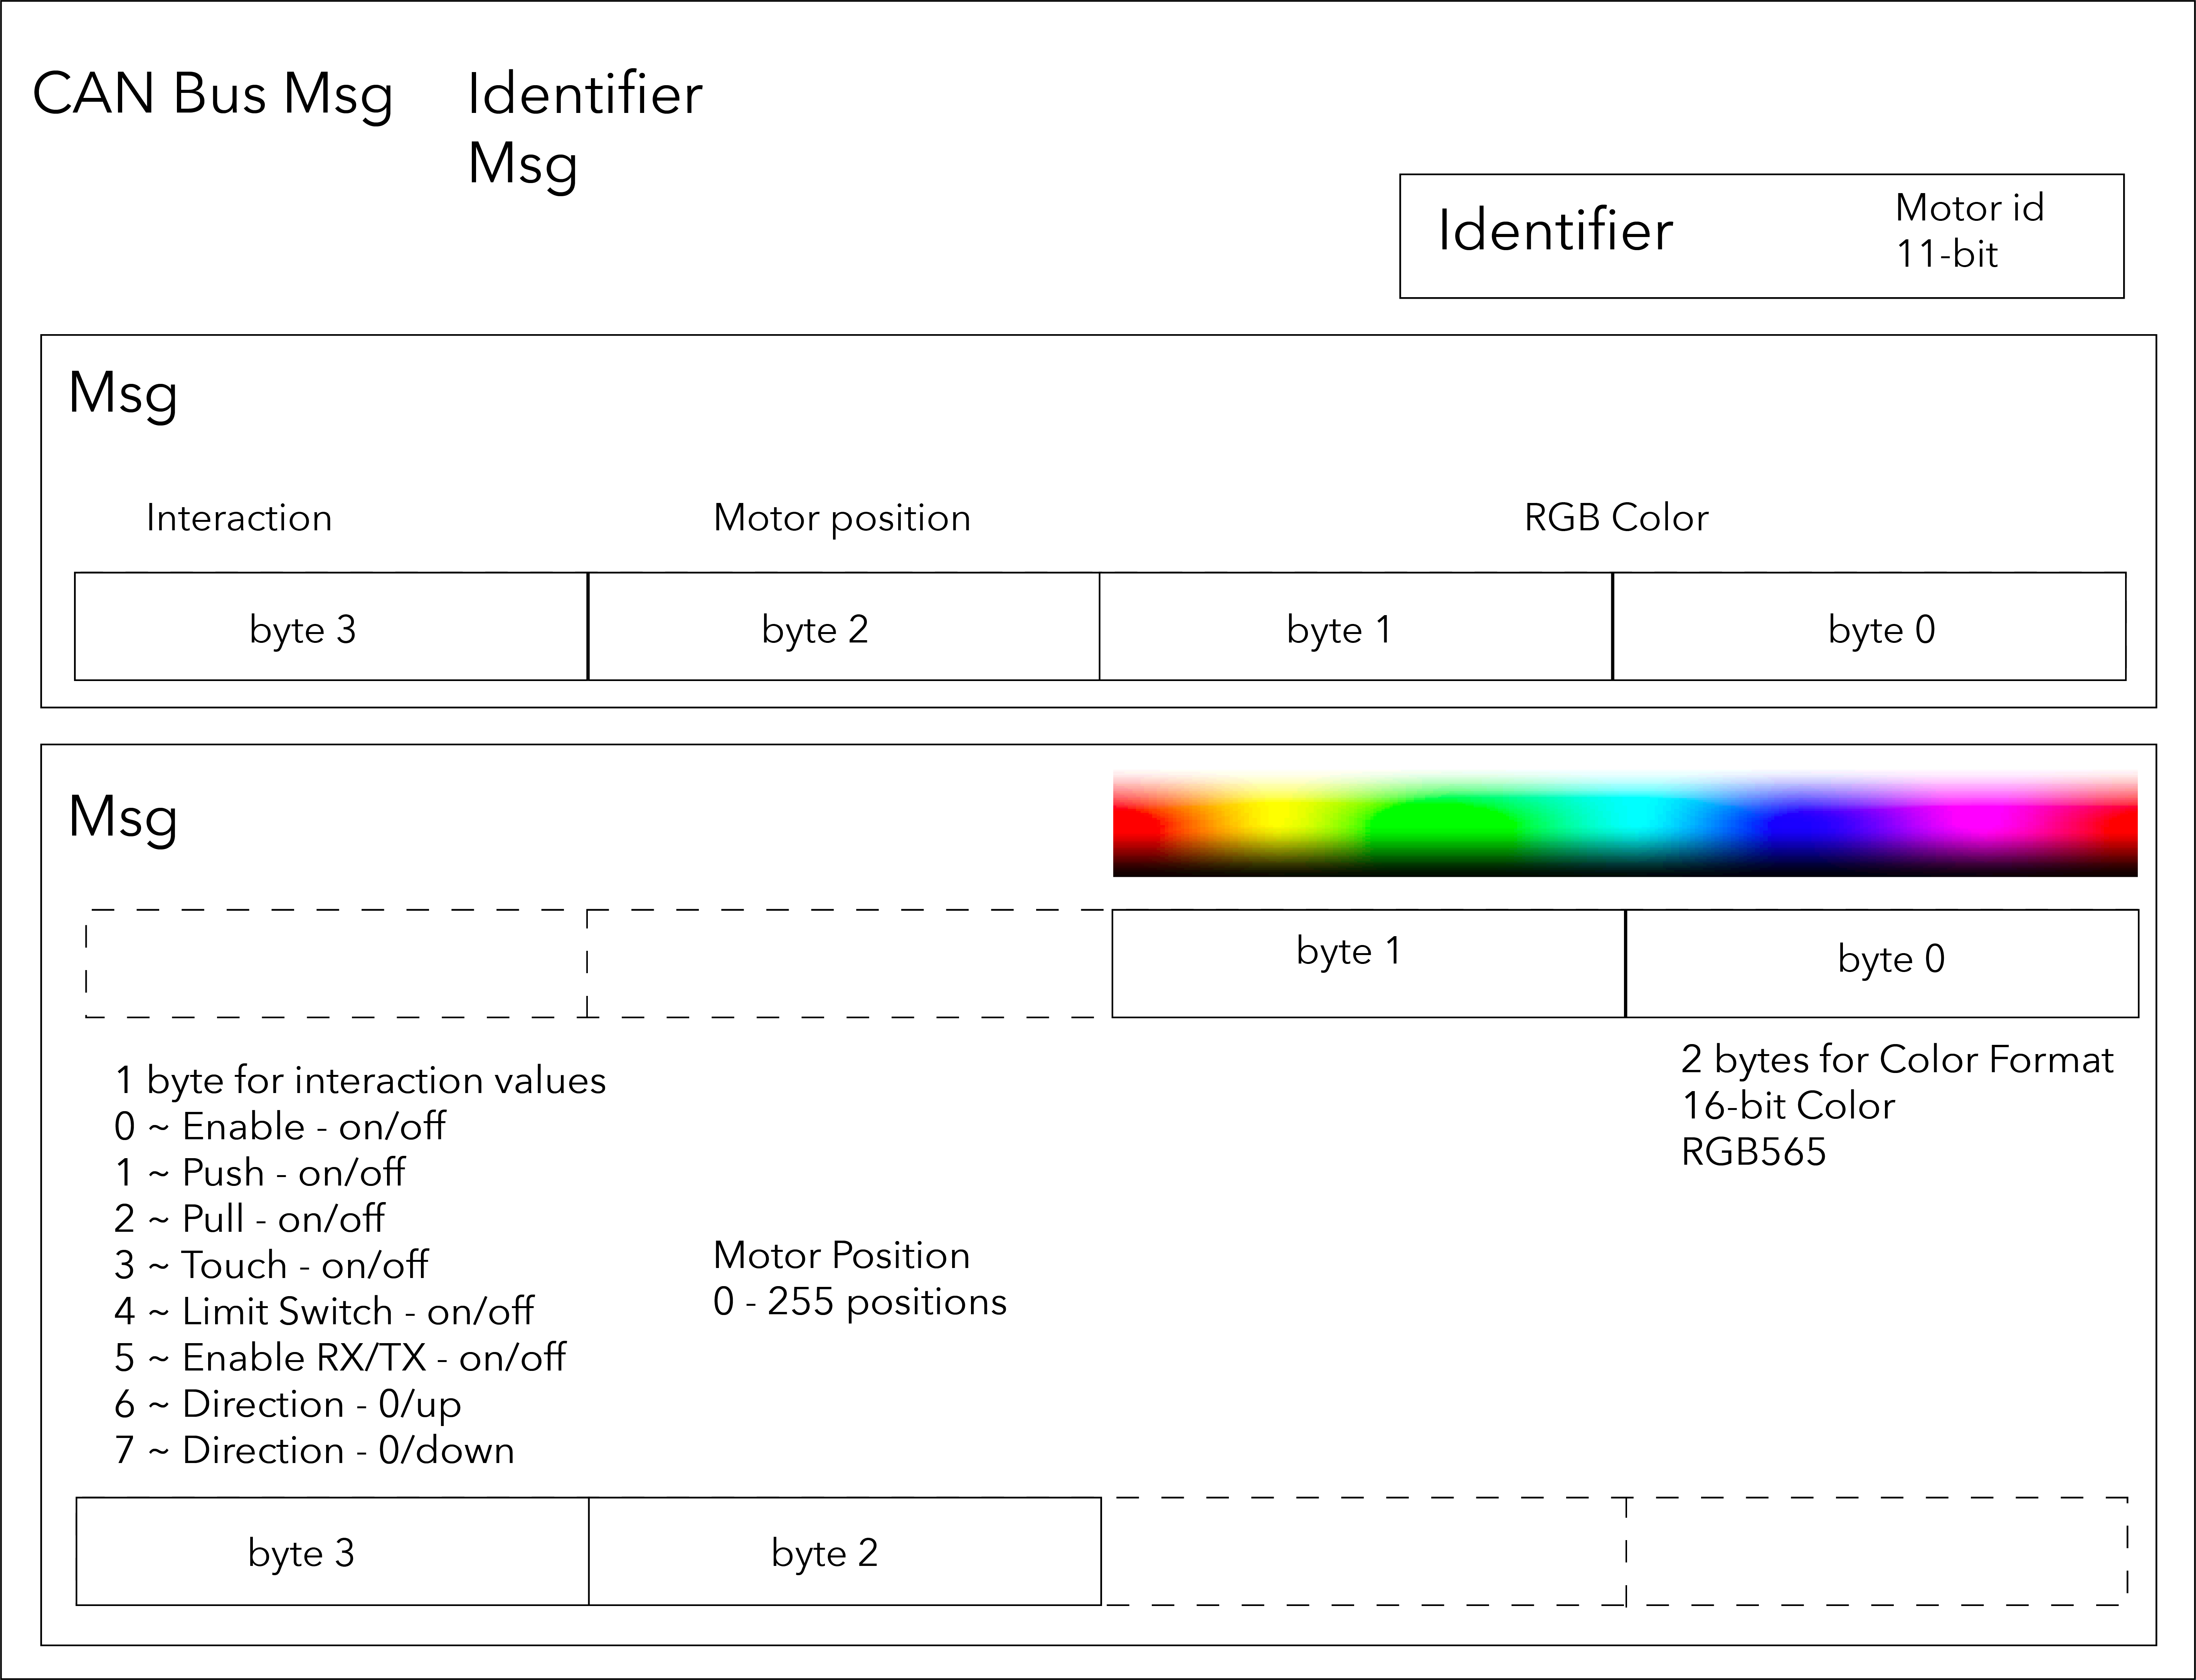 CAN Bus Msg
Identifier
Msg
Identifier
Motor id
11-bit
Msg
Interaction
Motor position
RGB Color
byte 3
byte 2
byte 1
byte 0
Msg
byte 1
byte 0
1 byte for interaction values
0 ~ Enable - on/off
1 ~ Push - on/off
2 ~ Pull - on/off
3 ~ Touch - on/off
4 ~ Limit Switch - on/off
5 ~ Enable RX/TX - on/off
6 ~ Direction - 0/up
7 ~ Direction - 0/down
Motor Position
0 - 255 positions
2 bytes for Color Format
16-bit Color
RGB565
byte 3
byte 2